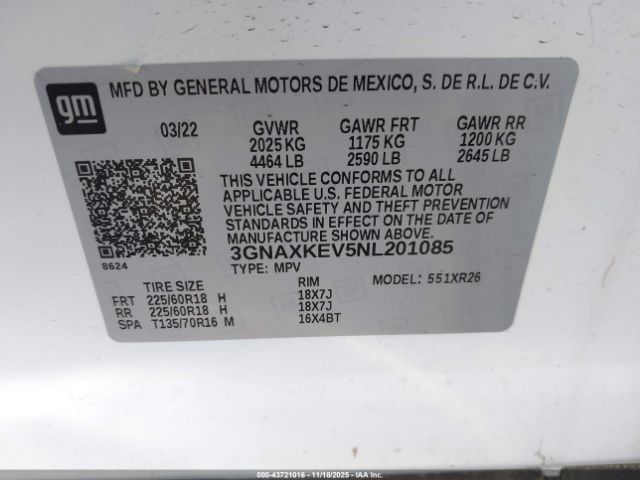 gm
MFD BY GENERAL MOTORS DE MEXICO, S. DE R.L. DE C.V.
03/22 GVWR GAWR FRT GAWR RR
2025 KG 1175 KG 1200 KG
4464 LB 2590 LB 2645 LB
THIS VEHICLE CONFORMS TO ALL
APPLICABLE U.S. FEDERAL MOTOR
VEHICLE SAFETY AND THEFT PREVENTION
STANDARDS IN EFFECT ON THE DATE OF
MANUFACTURE SHOWN ABOVE.
3GNAXKEV5NL201085
8624
TYPE: MPV MODEL: 551XR26
TIRE SIZE RIM
FRT 225/60R18 H 18X7J
RR 225/60R18 H 18X7J
SPA T135/70R16 M 16X4BT
000-43721016 - 11/18/2025 - IAA Inc.